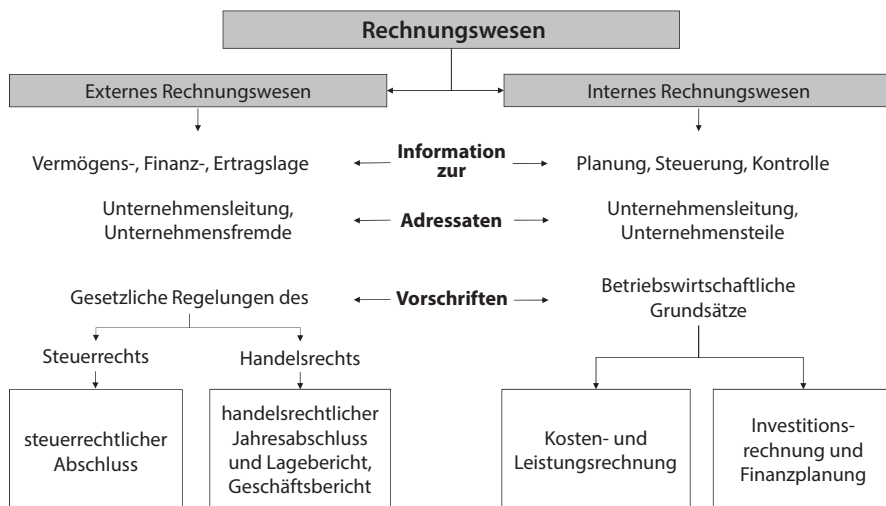 Rechnungswesen
Externes Rechnungswesen
Internes Rechnungswesen
Vermögens-, Finanz-, Ertragslage
Information
zur
Planung, Steuerung, Kontrolle
Unternehmensleitung,
Unternehmensfremde
Adressaten
Unternehmensleitung,
Unternehmensteile
Gesetzliche Regelungen des
Vorschriften
Betriebswirtschaftliche
Grundsätze
Steuerrechts
Handelsrechts
steuerrechtlicher
Abschluss
handelsrechtlicher
Jahresabschluss
und Lagebericht,
Geschäftsbericht
Kosten- und
Leistungsrechnung
Investitions-
rechnung und
Finanzplanung